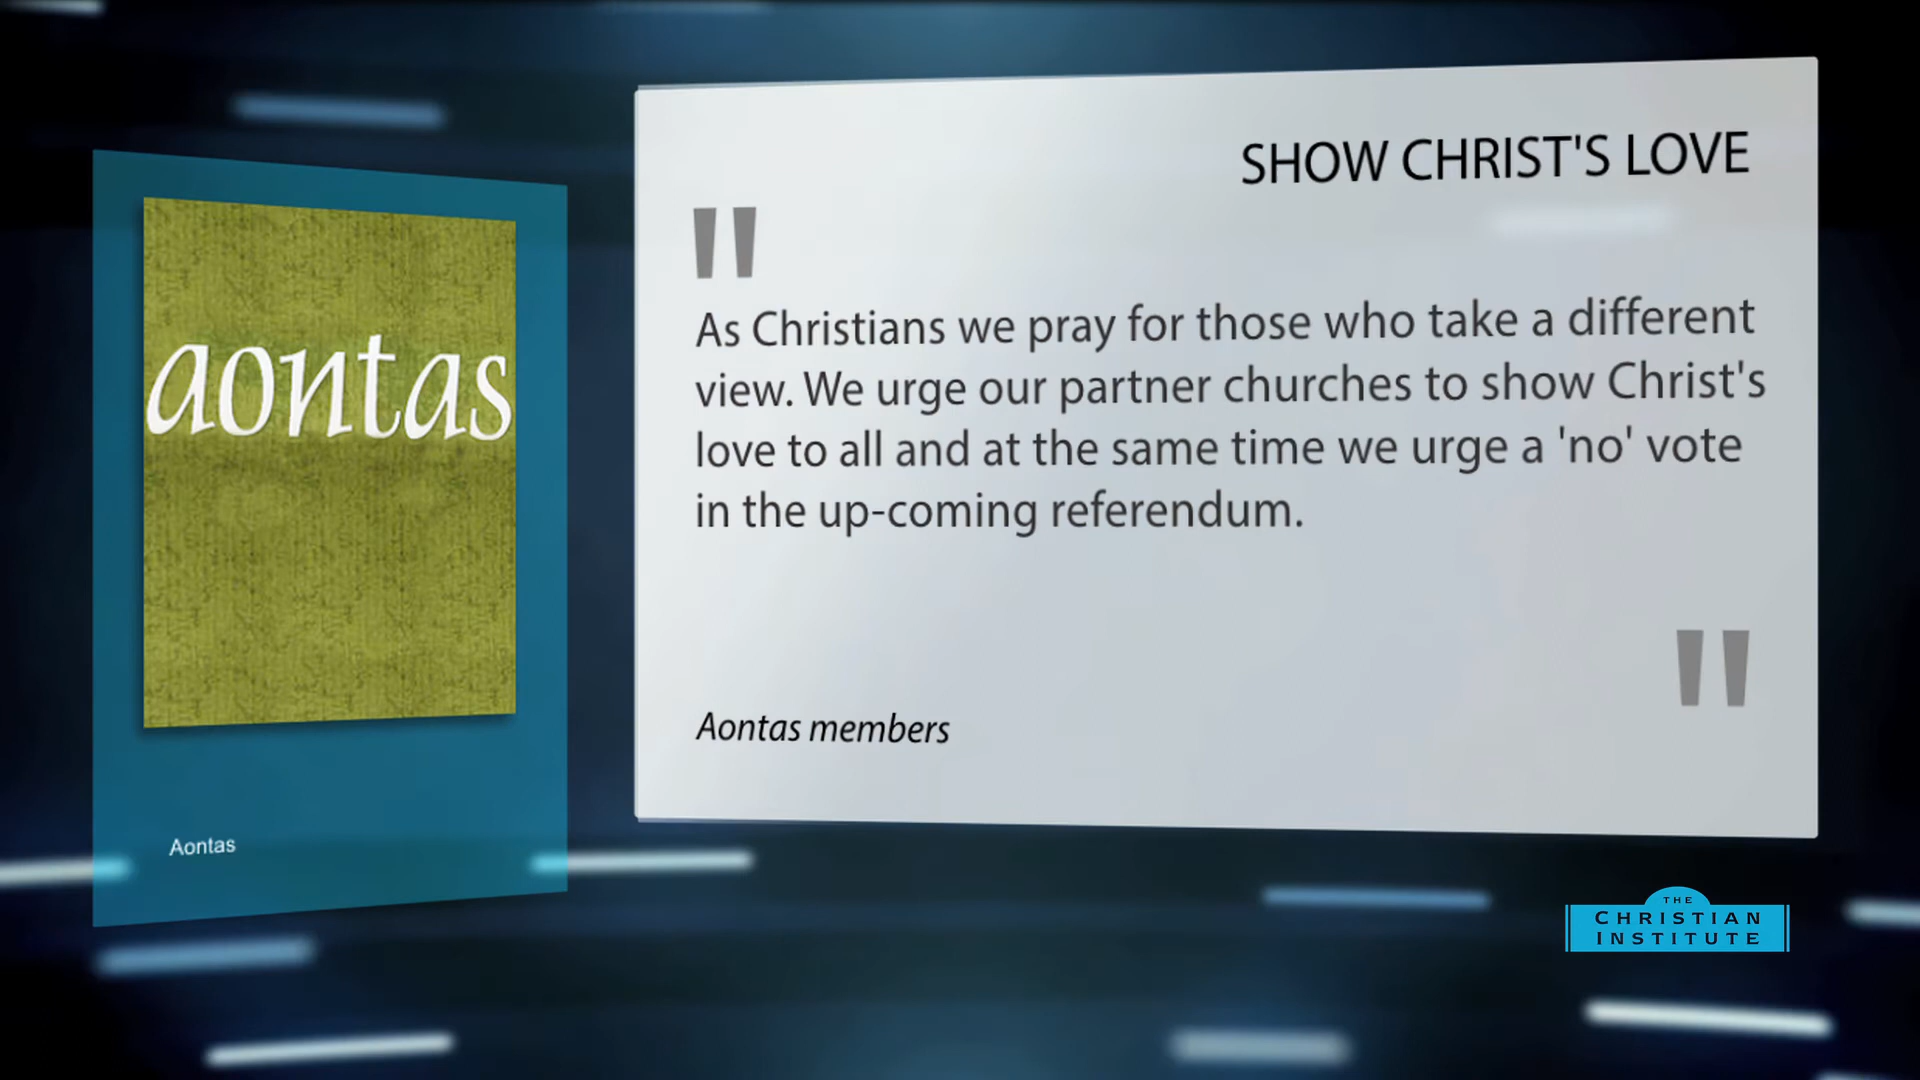 SHOW CHRIST'S LOVE
"
As Christians we pray for those who take a different
view. We urge our partner churches to show Christ's
love to all and at the same time we urge a 'no' vote
in the up-coming referendum.
"
Aontas members
aontas
Aontas
THE
CHRISTIAN
INSTITUTE